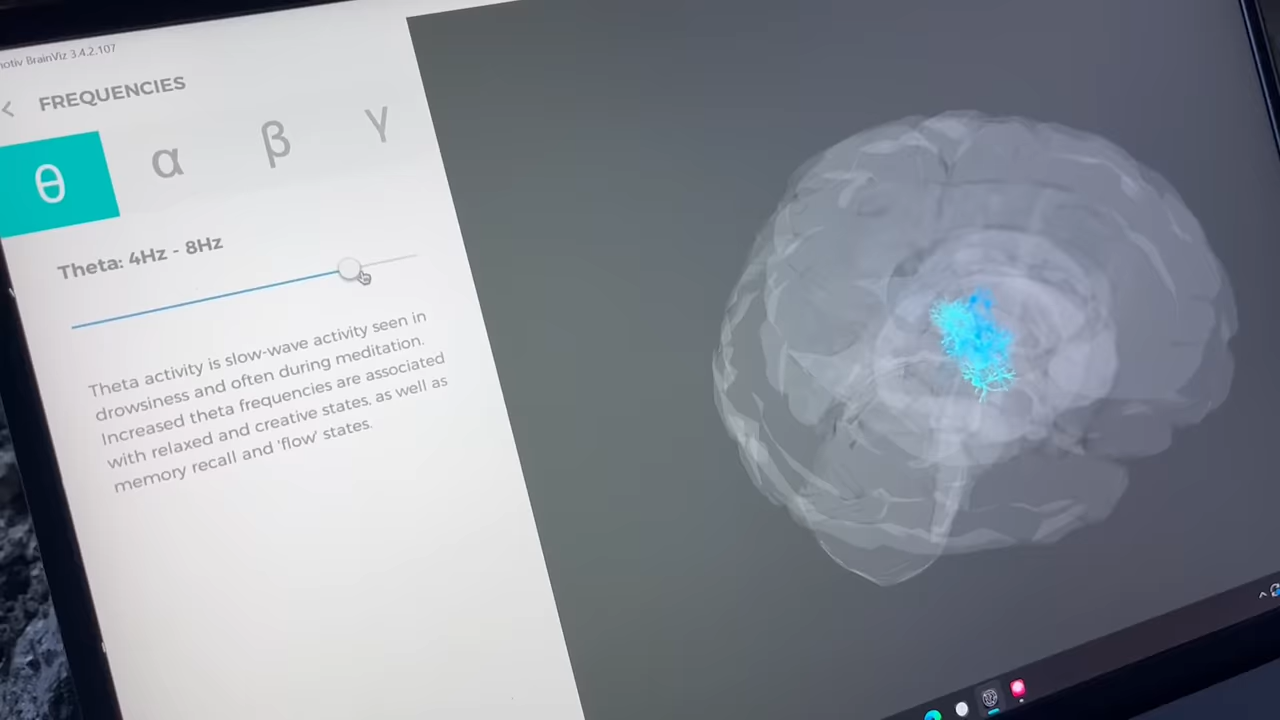 BrainViz 3.4.2.107
FREQUENCIES
θ α β γ
Theta: 4Hz - 8Hz
Theta activity is slow-wave activity seen in
drowsiness and often during meditation.
Increased theta frequencies are associated
with relaxed and creative states, as well as
memory recall and 'flow' states.